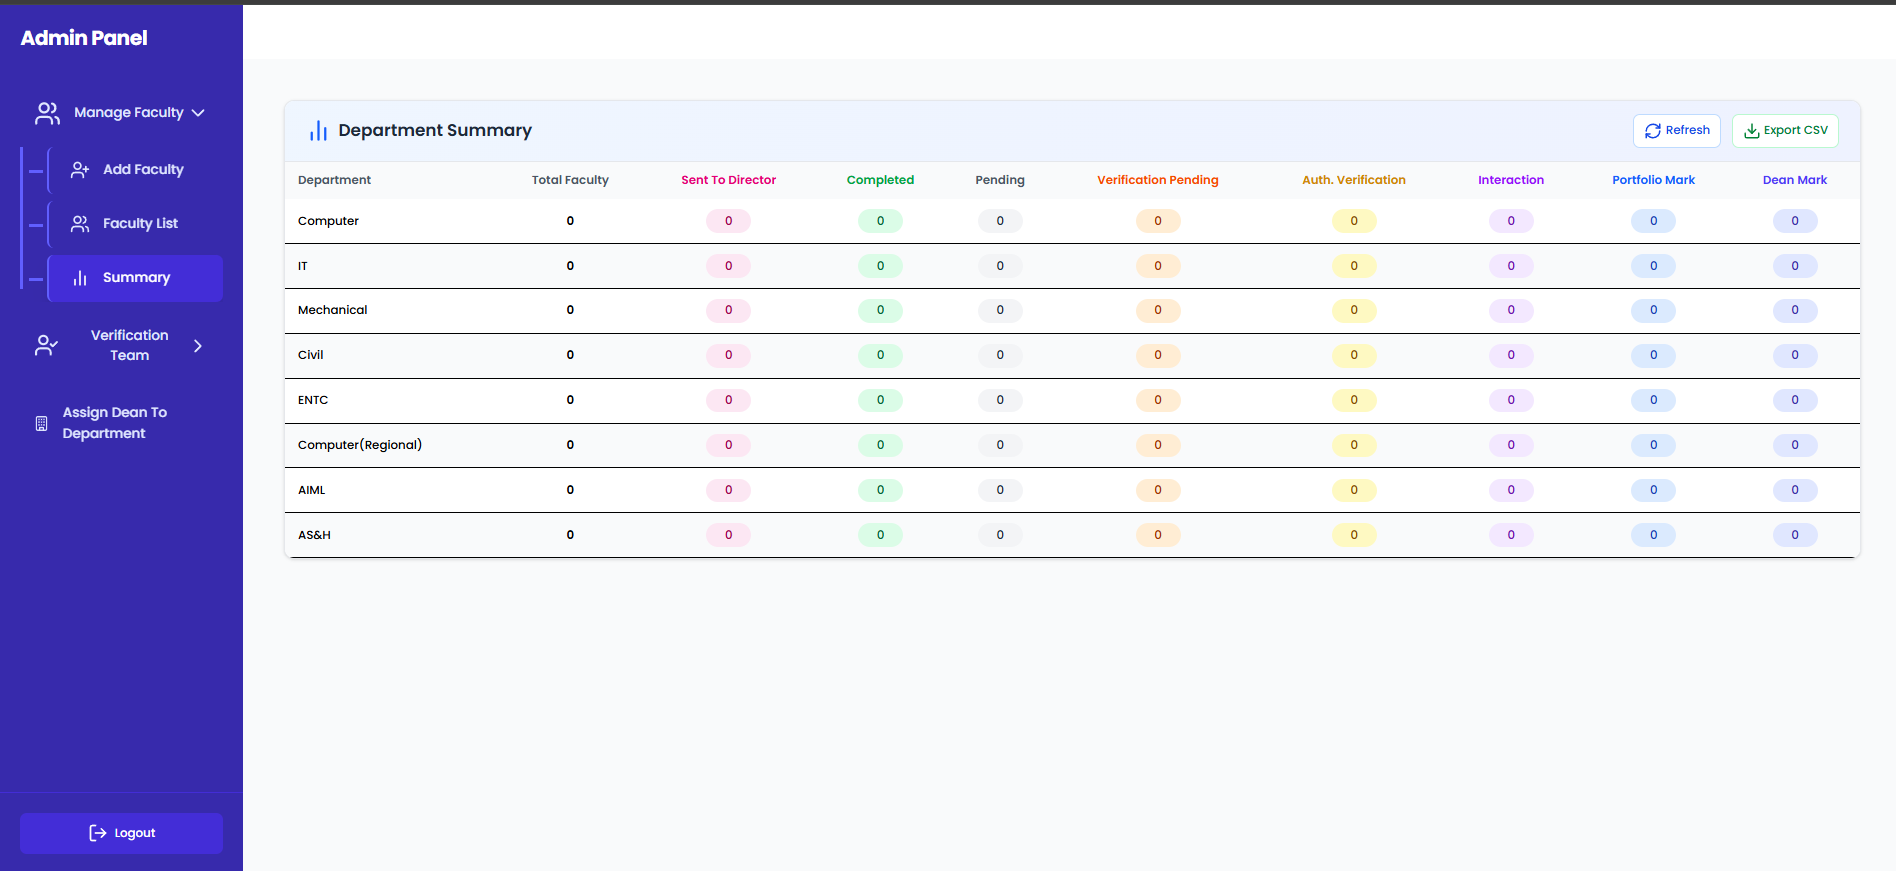 Admin Panel
Manage Faculty
Add Faculty
Faculty List
Summary
Verification
Team
Assign Dean To
Department
Logout
Department Summary
Refresh
Export CSV
Department Total Faculty Sent To Director Completed Pending Verification Pending Auth. Verification Interaction Portfolio Mark Dean Mark
Computer 0 0 0 0 0 0 0 0 0
IT 0 0 0 0 0 0 0 0 0
Mechanical 0 0 0 0 0 0 0 0 0
Civil 0 0 0 0 0 0 0 0 0
ENTC 0 0 0 0 0 0 0 0 0
Computer(Regional) 0 0 0 0 0 0 0 0 0
AIML 0 0 0 0 0 0 0 0 0
AS&H 0 0 0 0 0 0 0 0 0